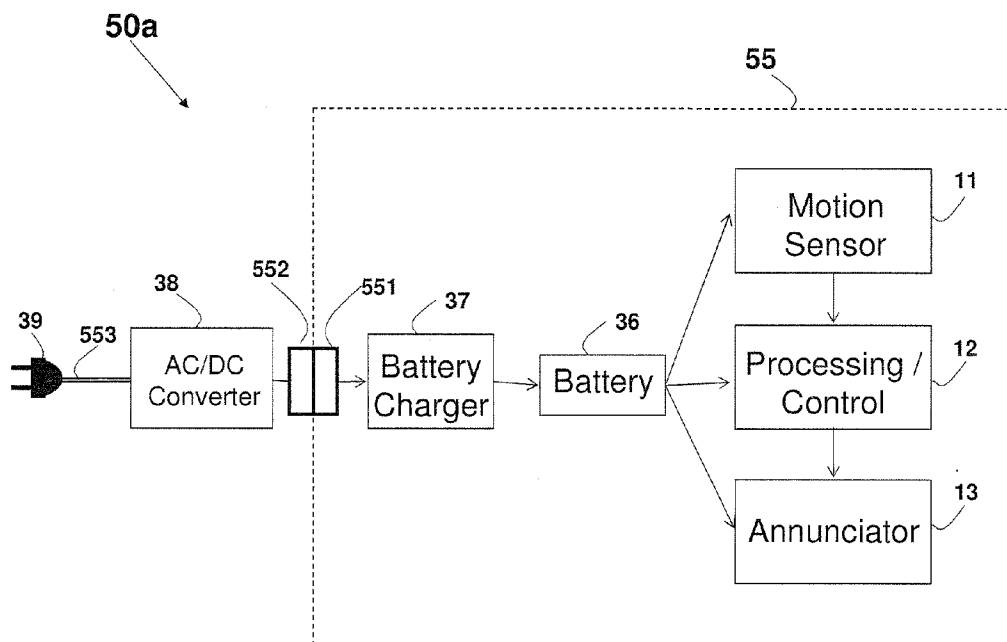 50a
55
11
Motion
Sensor
552
551
38
37
39
553
36
12
AC/DC
Converter
Battery
Charger
Battery
Processing /
Control
13
Annunciator